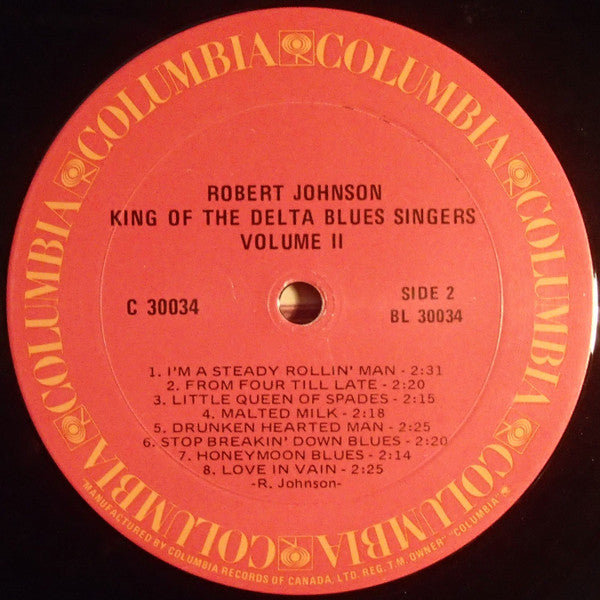 COLUMBIA COLUMBIA COLUMBIA COLUMBIA COLUMBIA COLUMBIA
ROBERT JOHNSON
KING OF THE DELTA BLUES SINGERS
VOLUME II
C 30034
SIDE 2
BL 30034
1. I'M A STEADY ROLLIN' MAN - 2:31
2. FROM FOUR TILL LATE - 2:20
3. LITTLE QUEEN OF SPADES - 2:15
4. MALTED MILK - 2:18
5. DRUNKEN HEARTED MAN - 2:25
6. STOP BREAKIN' DOWN BLUES - 2:20
7. HONEYMOON BLUES - 2:14
8. LOVE IN VAIN - 2:25
-R. Johnson-
"MANUFACTURED BY COLUMBIA RECORDS OF CANADA, LTD. REG. T.M. OWNER" "COLUMBIA"